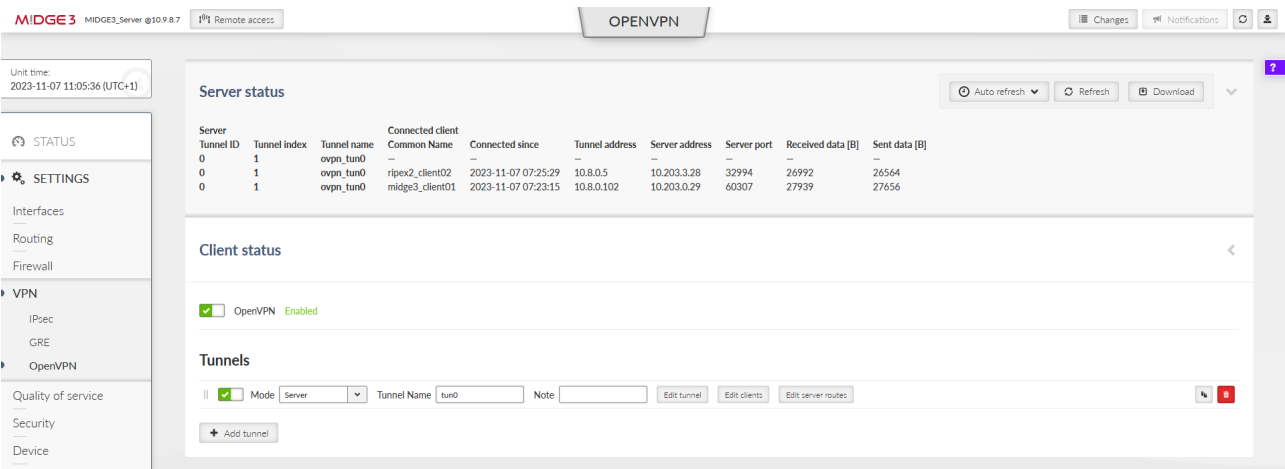 M!DGE3 MIDGE3_Server @10.9.8.7 Remote access OPENVPN Changes Notifications
Unit time:
2023-11-07 11:05:36 (UTC+1)
?
Server status Auto refresh Refresh Download
Server Connected client
Tunnel ID Tunnel index Tunnel name Common Name Connected since Tunnel address Server address Server port Received data [B] Sent data [B]
0 1 ovpn_tun0 — — — — — — —
0 1 ovpn_tun0 ripex2_client02 2023-11-07 07:25:29 10.8.0.5 10.203.3.28 32994 26992 26564
0 1 ovpn_tun0 midge3_client01 2023-11-07 07:23:15 10.8.0.102 10.203.0.29 60307 27939 27656
STATUS
SETTINGS
Interfaces
Routing
Firewall
VPN
IPsec
GRE
OpenVPN
Quality of service
Security
Device
Client status
OpenVPN Enabled
Tunnels
Mode Server Tunnel Name tun0 Note Edit tunnel Edit clients Edit server routes
Add tunnel